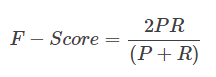 F − Score = 2PR / (P + R)